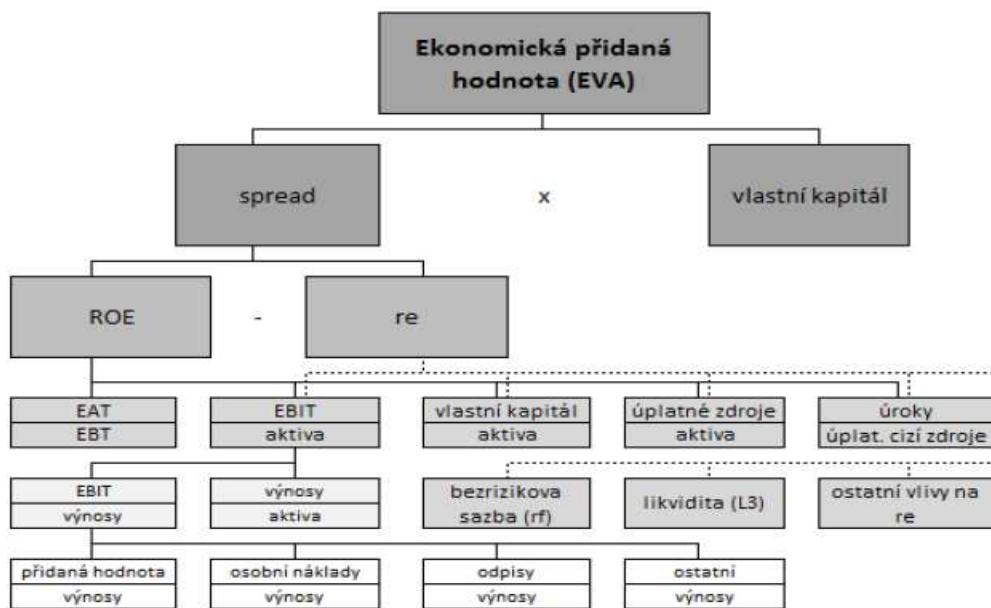 Ekonomická přidaná
hodnota (EVA)
spread
x
vlastní kapitál
ROE
-
re
EAT
EBT
EBIT
aktiva
vlastní kapitál
aktiva
úplatné zdroje
aktiva
úroky
úplat. cizí zdroje
EBIT
výnosy
výnosy
aktiva
bezrizikova
sazba (rf)
likvidita (L3)
ostatní vlivy na
re
přidaná hodnota
výnosy
osobní náklady
výnosy
odpisy
výnosy
ostatní
výnosy